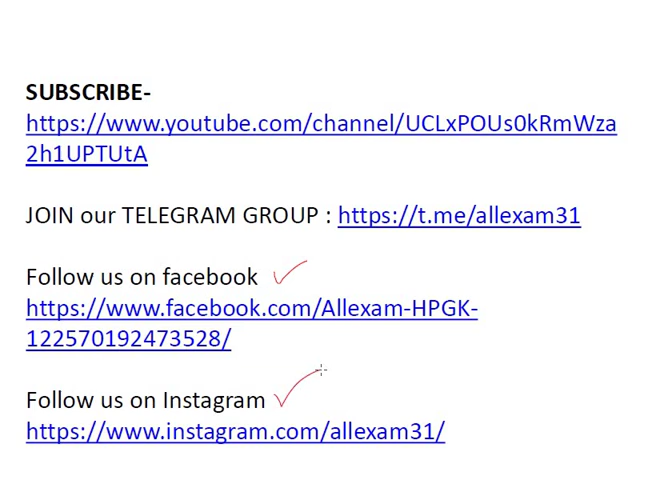 SUBSCRIBE-
https://www.youtube.com/channel/UCLxPOUs0kRmWza
2h1UPTUtA
JOIN our TELEGRAM GROUP : https://t.me/allexam31
Follow us on facebook
https://www.facebook.com/Allexam-HPGK-
122570192473528/
Follow us on Instagram
https://www.instagram.com/allexam31/